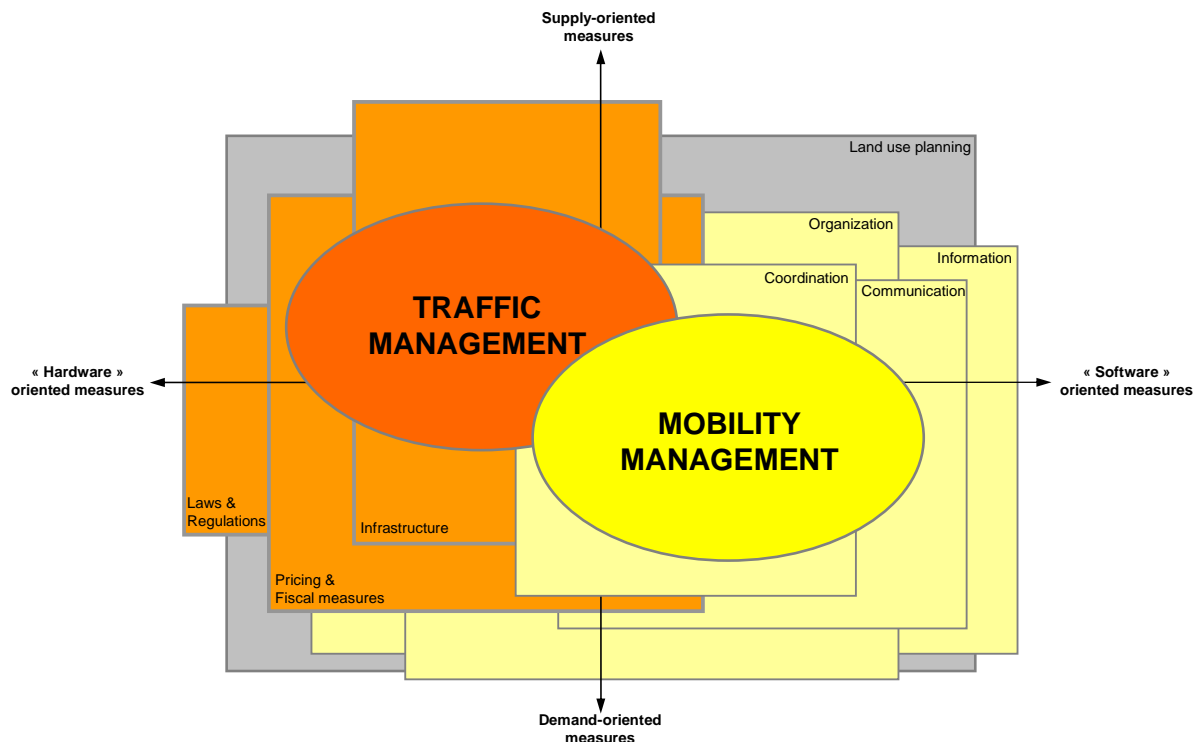 Supply-oriented
measures
Land use planning
Organization
Information
Coordination
Communication
TRAFFIC
MANAGEMENT
« Hardware »
oriented measures
« Software »
oriented measures
MOBILITY
MANAGEMENT
Laws &
Regulations
Infrastructure
Pricing &
Fiscal measures
Demand-oriented
measures